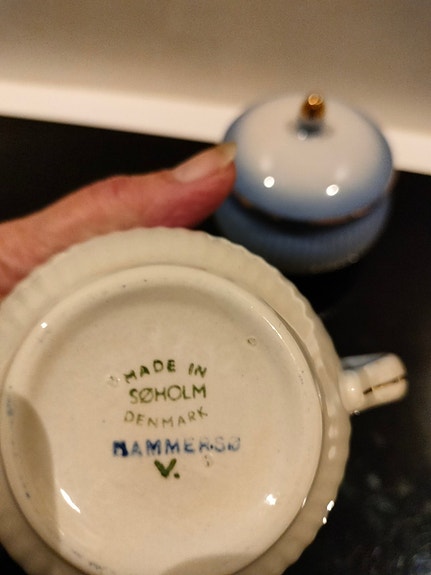 MADE IN
SØHOLM
DENMARK
HAMMERSØ
V.